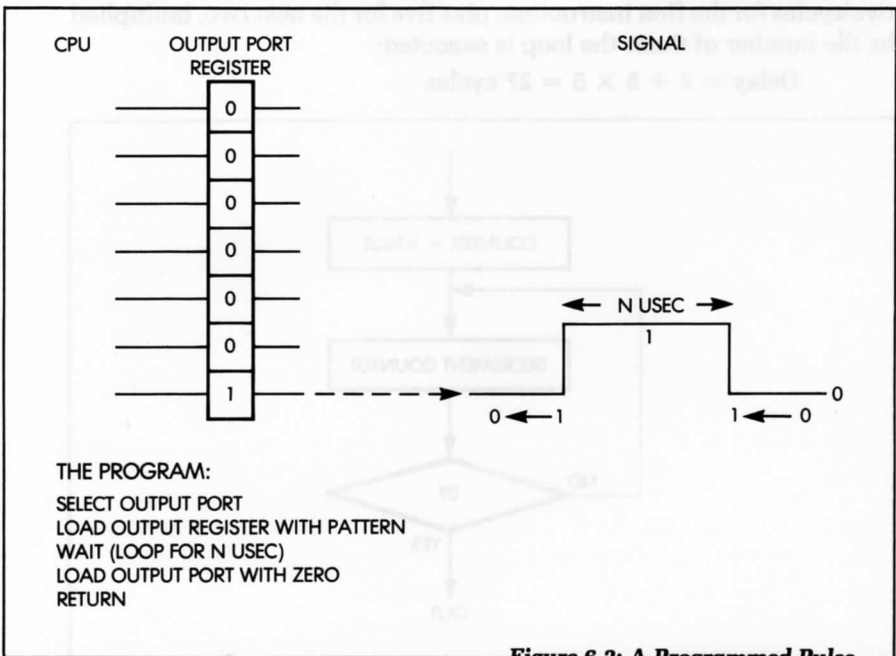 CPU
OUTPUT PORT
REGISTER
SIGNAL
0
0
0
0
0
0
1
N USEC
1
0
0 ← 1
1 ← 0
THE PROGRAM:
SELECT OUTPUT PORT
LOAD OUTPUT REGISTER WITH PATTERN
WAIT (LOOP FOR N USEC)
LOAD OUTPUT PORT WITH ZERO
RETURN
Figure 6.2: A Programmed Pulse